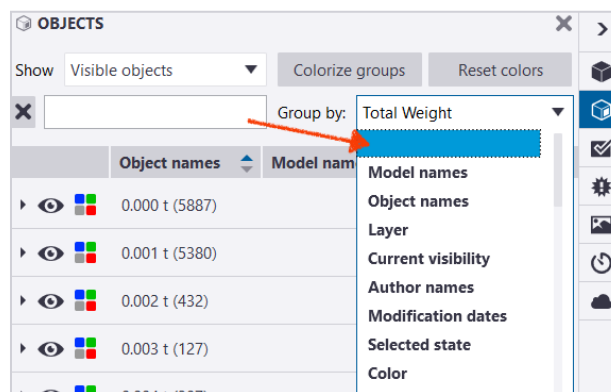 OBJECTS
Show Visible objects Colorize groups Reset colors
Group by: Total Weight
Object names Model nam
Model names
Object names
Layer
Current visibility
Author names
Modification dates
Selected state
Color
0.000 t (5887)
0.001 t (5380)
0.002 t (432)
0.003 t (127)